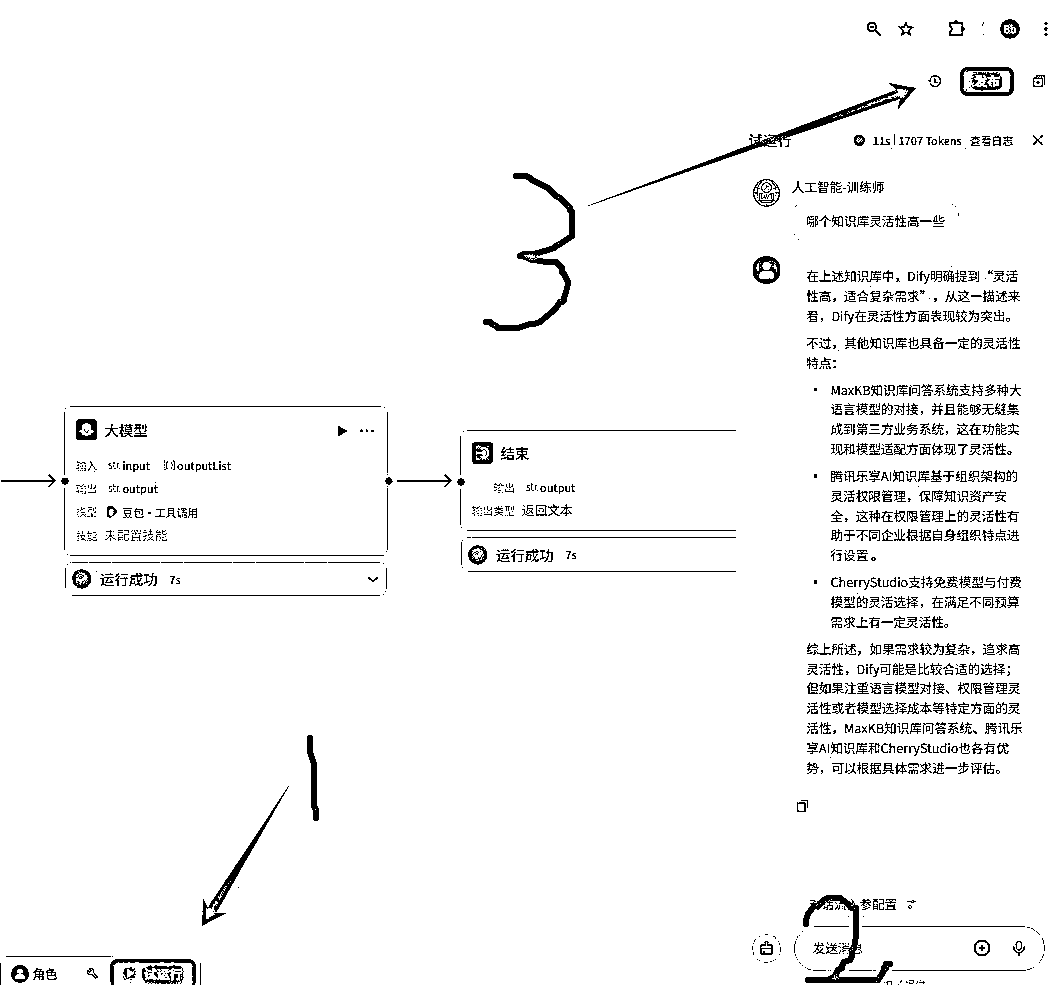 发布
试运行
11s | 1707 Tokens 查看日志
人工智能-训练师
哪个知识库灵活性高一些
在上述知识库中，Dify明确提到“灵活
性高，适合复杂需求”，从这一描述来
看，Dify在灵活性方面表现较为突出。
不过，其他知识库也具备一定的灵活性
特点：
• MaxKB知识库问答系统支持多种大
语言模型的对接，并且能够无缝集
成到第三方业务系统，这在功能实
现和模型适配方面体现了灵活性。
• 腾讯乐享AI知识库基于组织架构的
灵活权限管理，保障知识资产安
全，这种在权限管理上的灵活性有
助于不同企业根据自身组织特点进
行设置。
• CherryStudio支持免费模型与付费
模型的灵活选择，在满足不同预算
需求上有一定灵活性。
综上所述，如果需求较为复杂，追求高
灵活性，Dify可能是比较合适的选择；
但如果注重语言模型对接、权限管理灵
活性或者模型选择成本等特定方面的灵
活性，MaxKB知识库问答系统、腾讯乐
享AI知识库和CherryStudio也各有优
势，可以根据具体需求进一步评估。
3
大模型
输入 str. input [{}] outputList
输出 str. output
模型 豆包·工具调用
技能 未配置技能
运行成功 7s
结束
输出 str. output
输出类型 返回文本
运行成功 7s
1
参配置
2
发送消息
角色
试运行